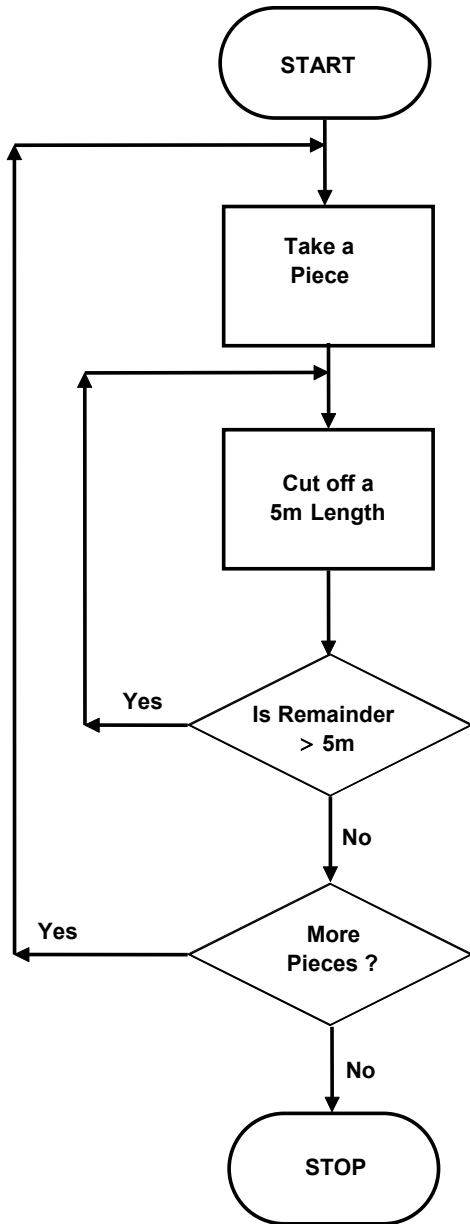 START
Take a
Piece
Cut off a
5m Length
Is Remainder
> 5m
Yes
No
More
Pieces ?
Yes
No
STOP